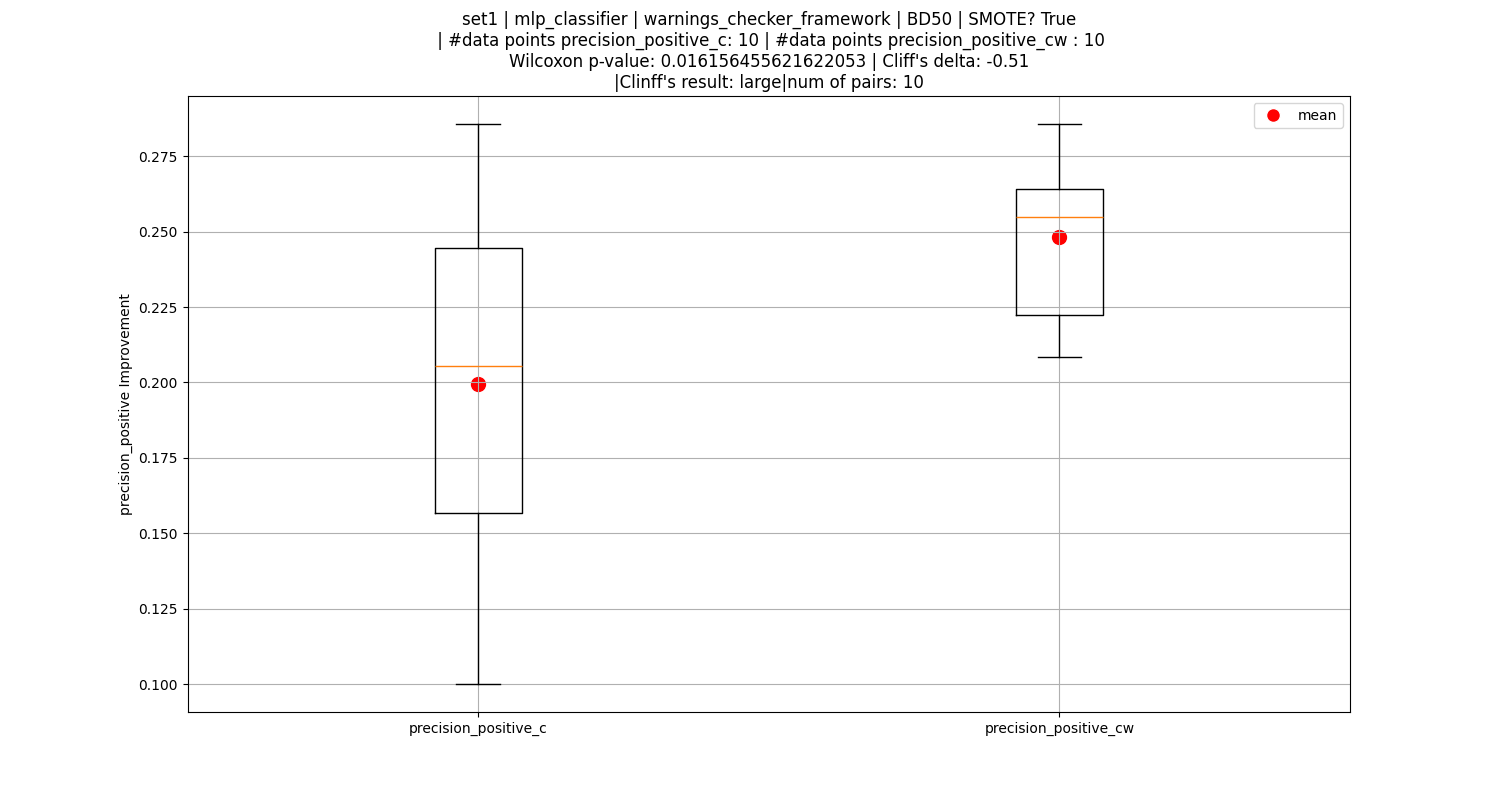 set1 | mlp_classifier | warnings_checker_framework | BD50 | SMOTE? True
| #data points precision_positive_c: 10 | #data points precision_positive_cw : 10
Wilcoxon p-value: 0.016156455621622053 | Cliff's delta: -0.51
|Clinff's result: large|num of pairs: 10
mean
precision_positive Improvement
0.275
0.250
0.225
0.200
0.175
0.150
0.125
0.100
precision_positive_c
precision_positive_cw